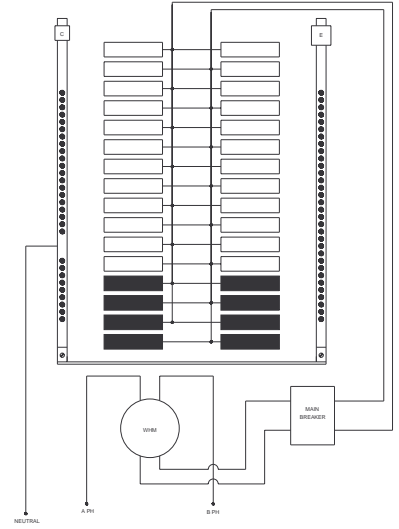 C
E
MAIN
BREAKER
WHM
A PH
B PH
NEUTRAL